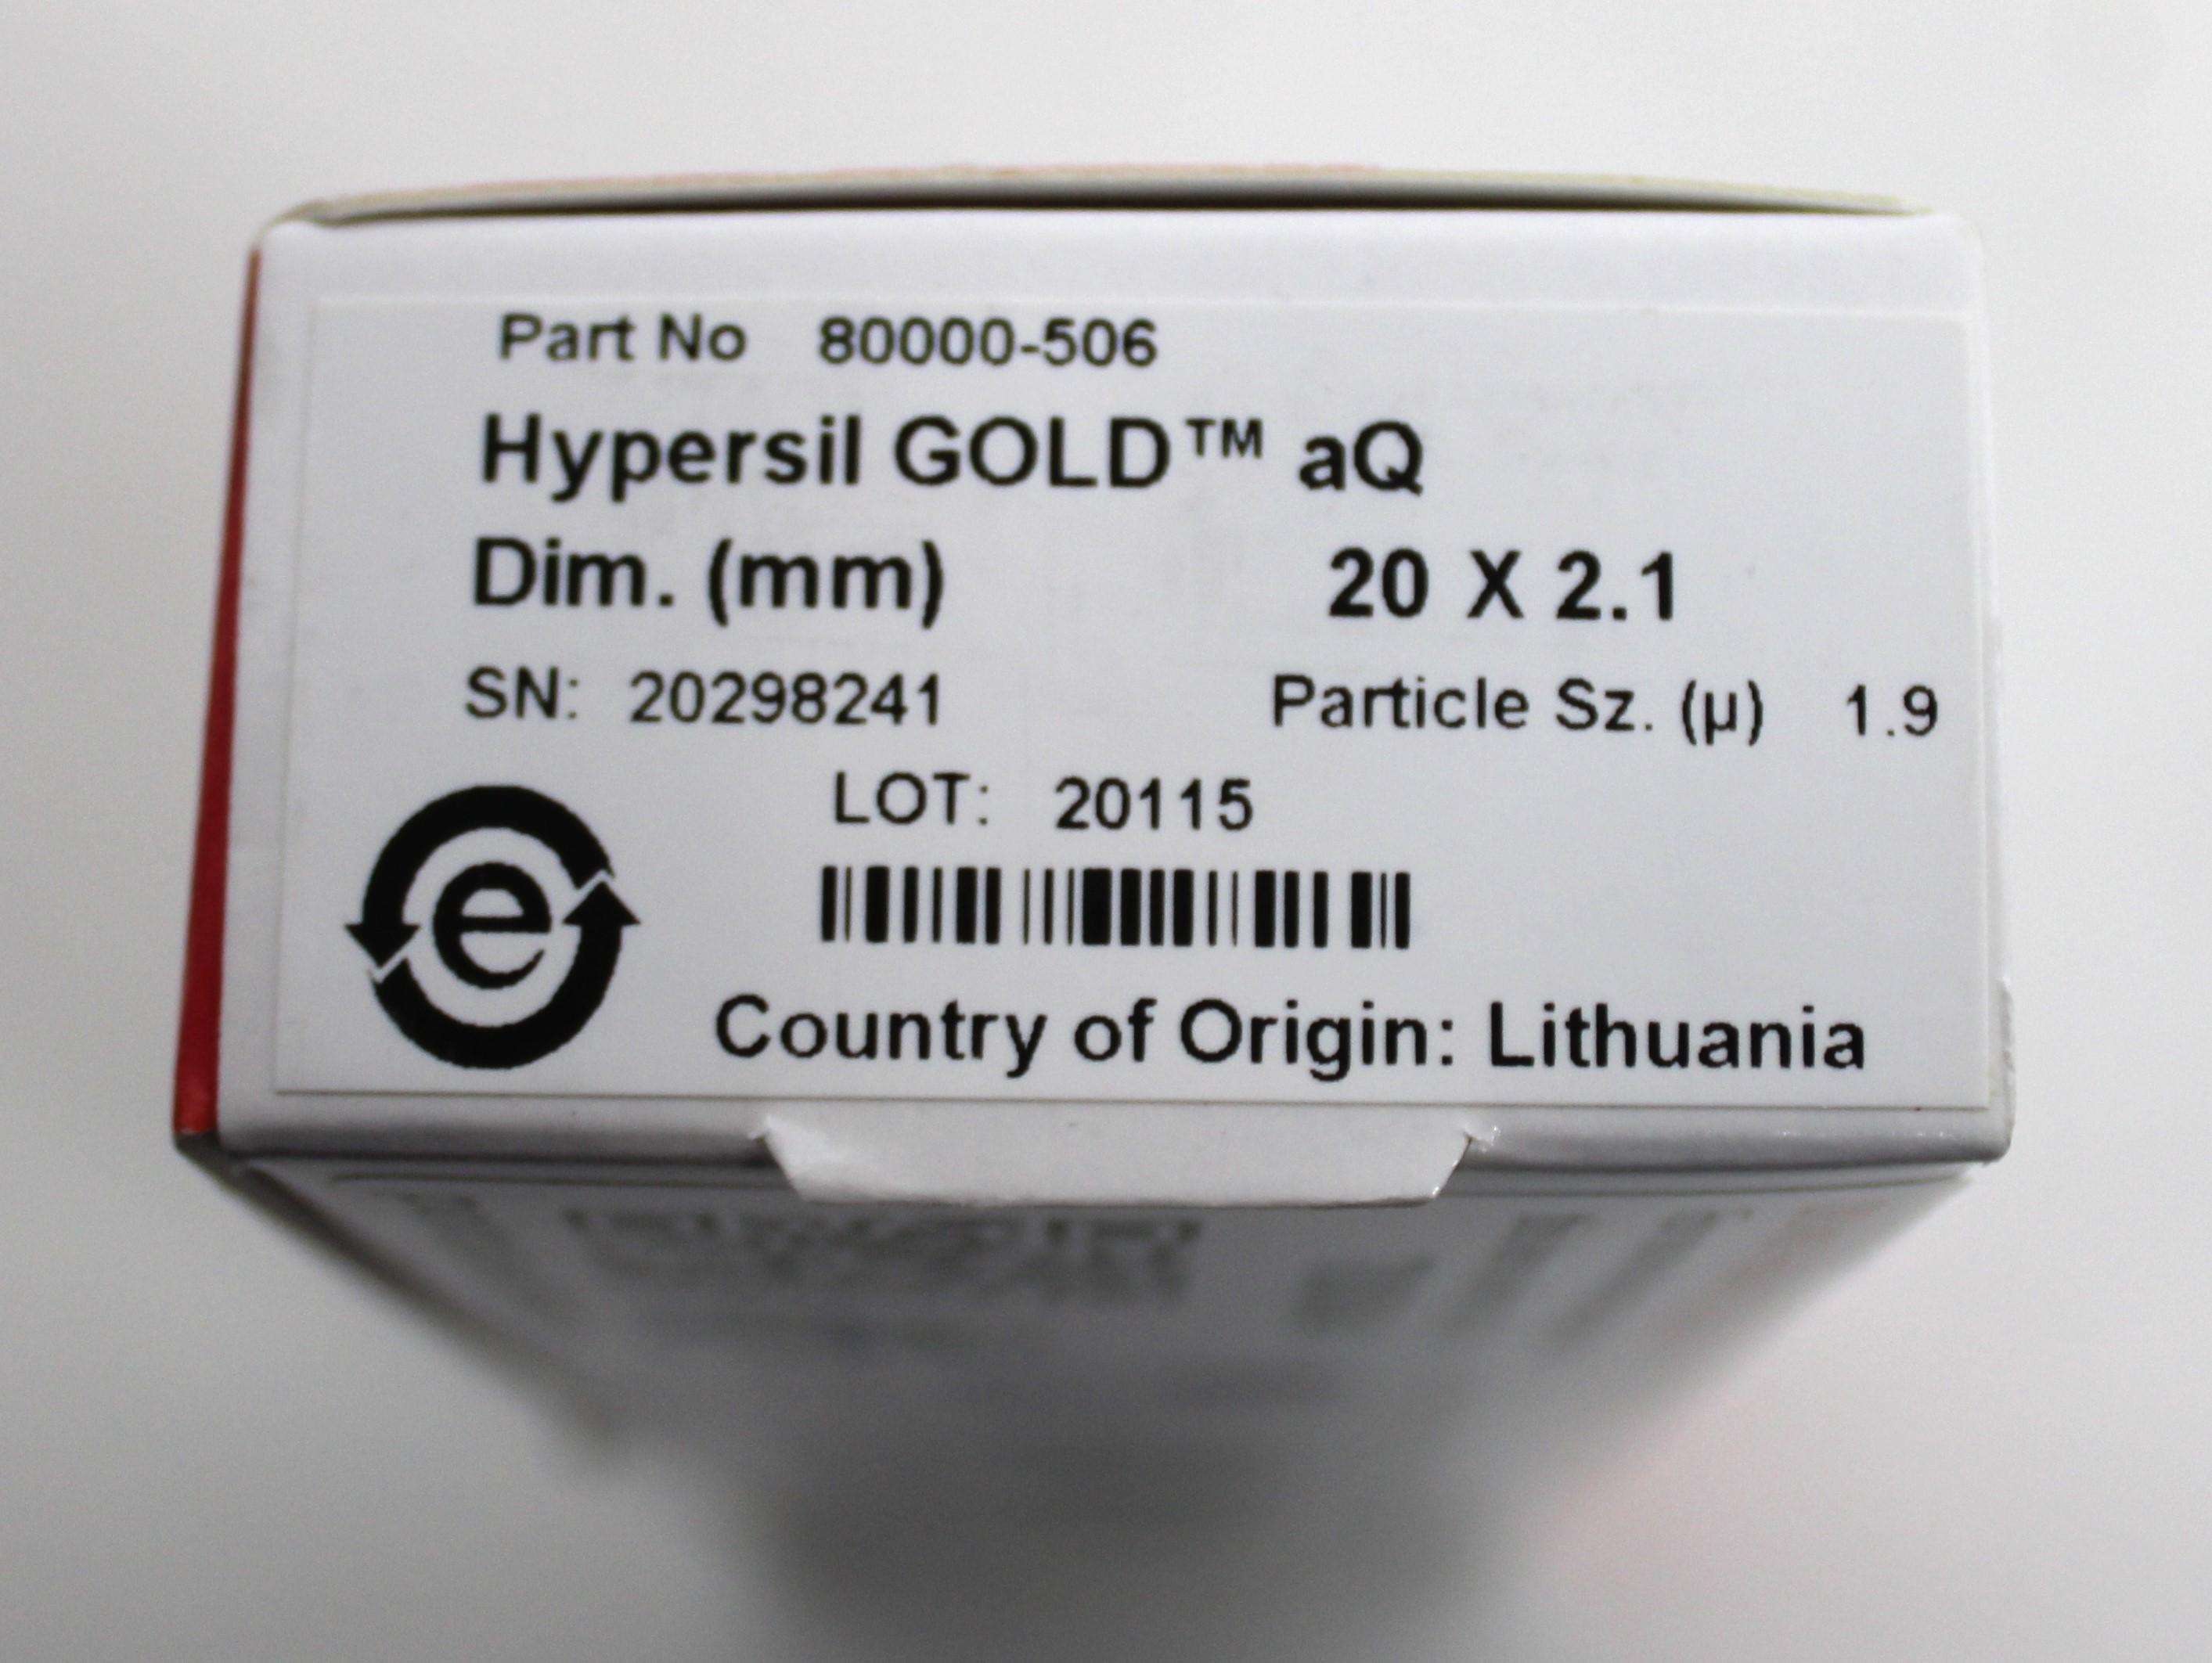 Part No 80000-506
Hypersil GOLD™ aQ
Dim. (mm) 20 X 2.1
SN: 20298241 Particle Sz. (µ) 1.9
LOT: 20115
e
Country of Origin: Lithuania